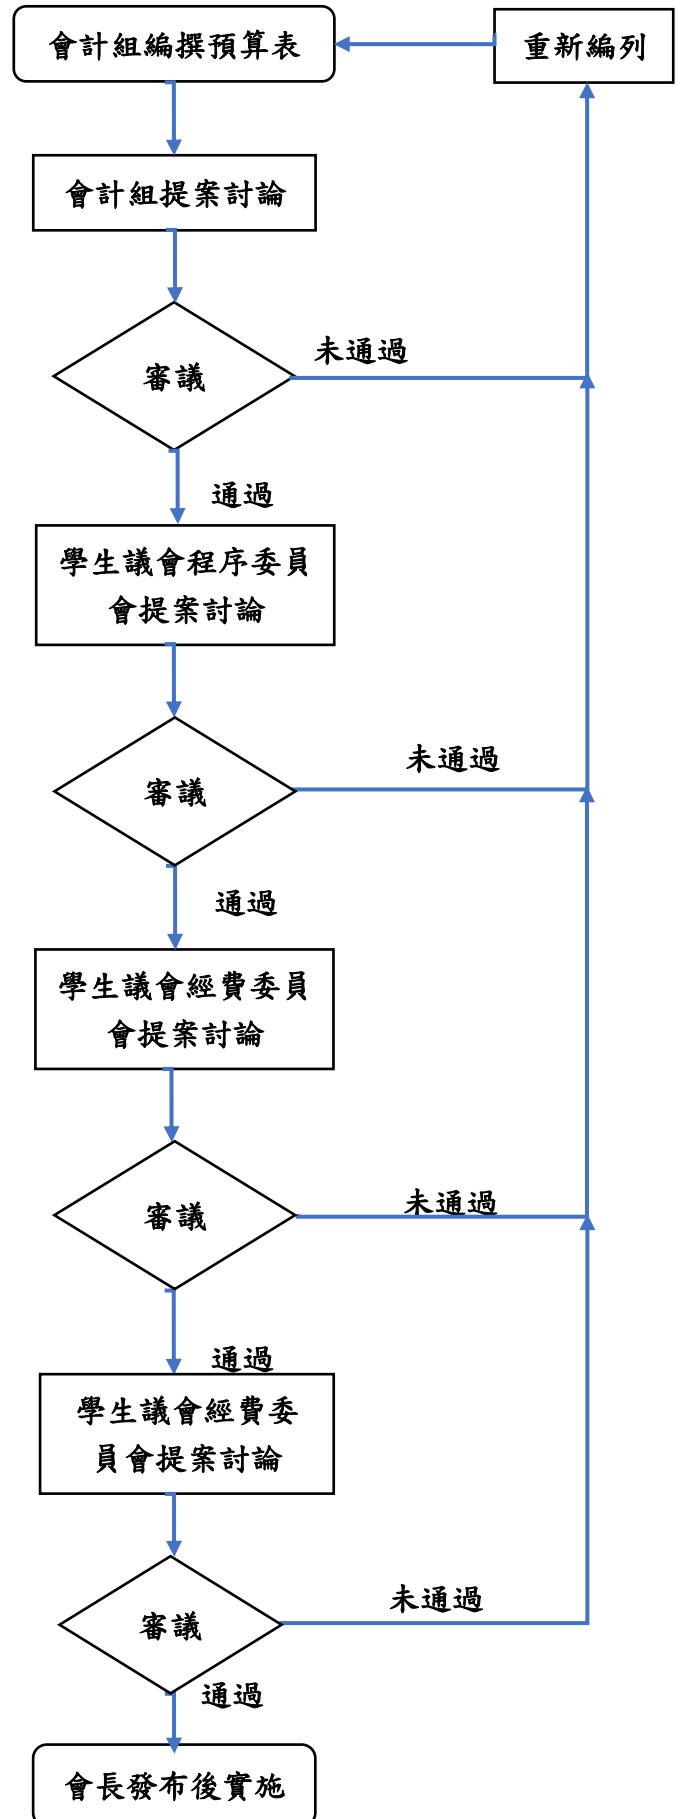 會計組編撰預算表
重新編列
會計組提案討論
審議
未通過
通過
學生議會程序委員
會提案討論
審議
未通過
通過
學生議會經費委員
會提案討論
審議
未通過
通過
學生議會經費委
員會提案討論
審議
未通過
通過
會長發布後實施